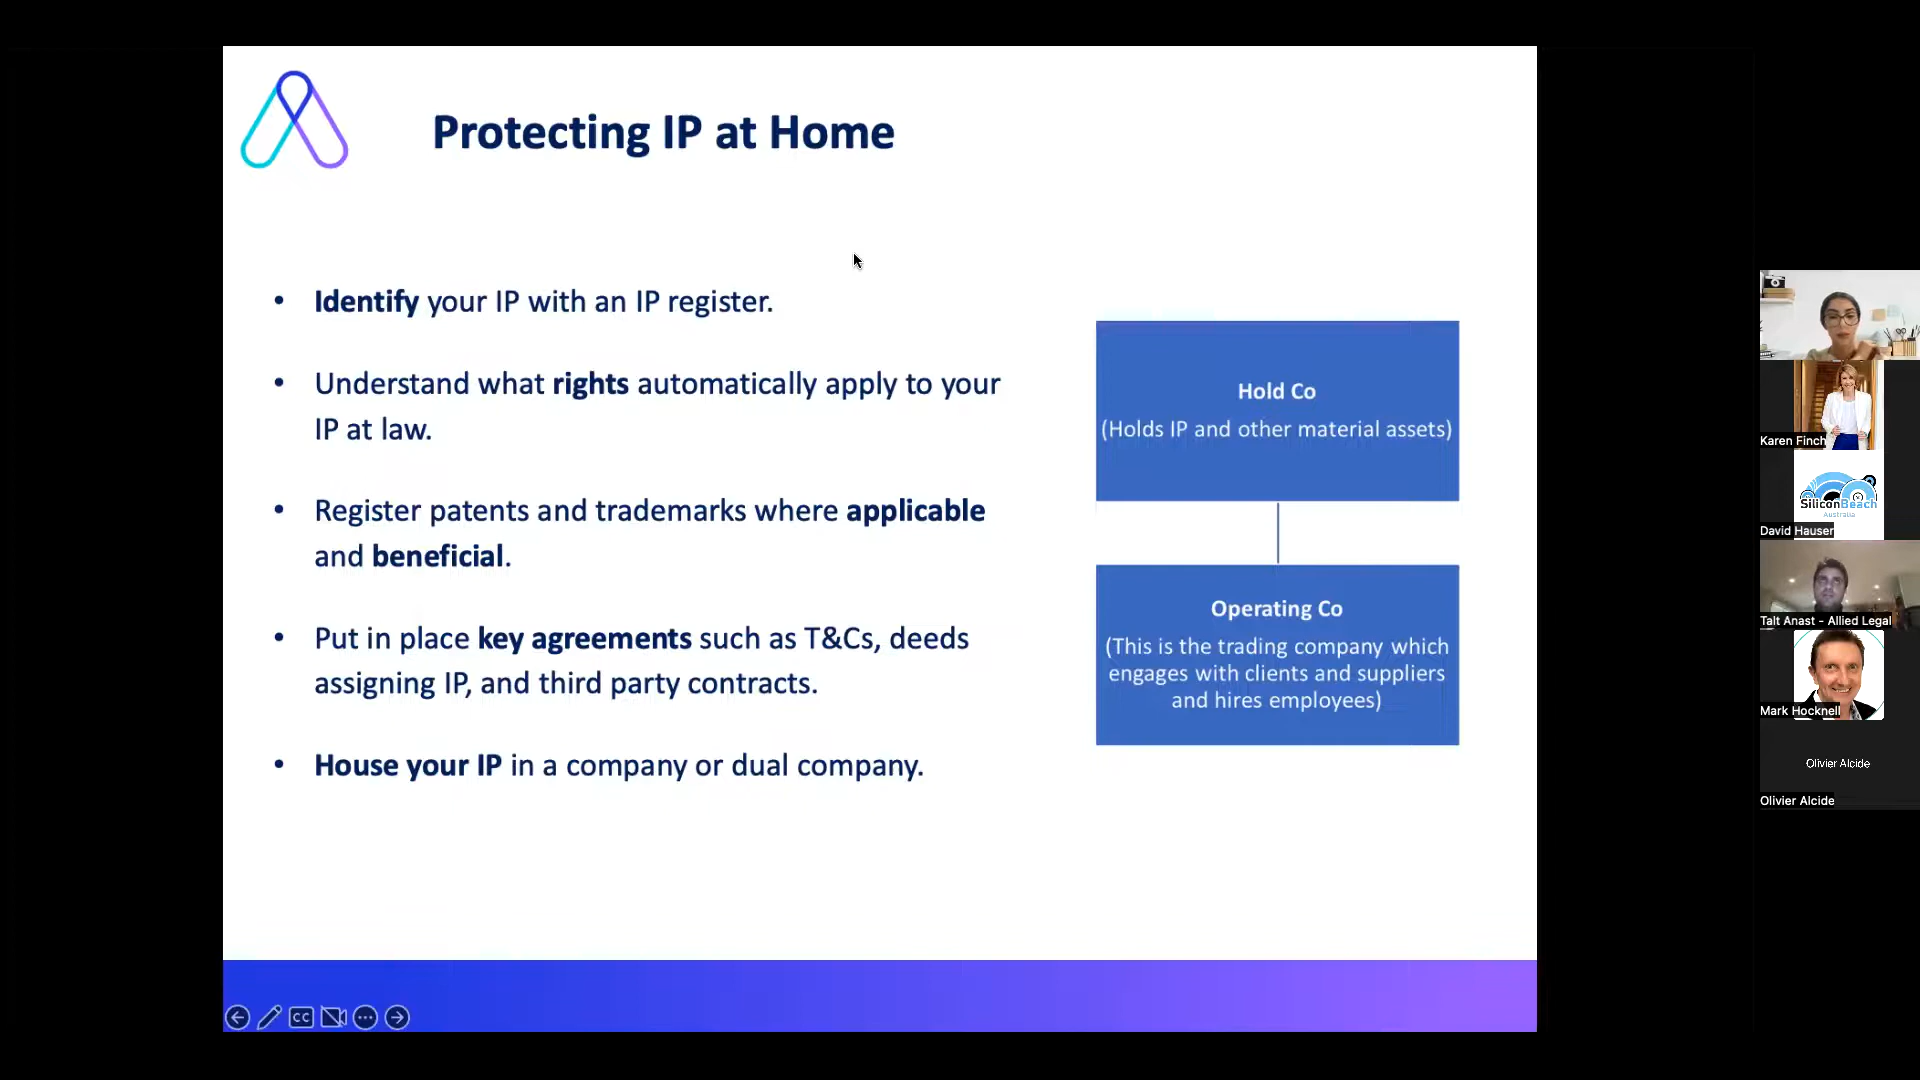 Protecting IP at Home
• Identify your IP with an IP register.
• Understand what rights automatically apply to your
IP at law.
• Register patents and trademarks where applicable
and beneficial.
• Put in place key agreements such as T&Cs, deeds
assigning IP, and third party contracts.
• House your IP in a company or dual company.
Hold Co
(Holds IP and other material assets)
Operating Co
(This is the trading company which
engages with clients and suppliers
and hires employees)
CC
Karen Finch
SiliconBeach
Australia
David Hauser
Talt Anast - Allied Legal
Mark Hocknell
Olivier Alcide
Olivier Alcide